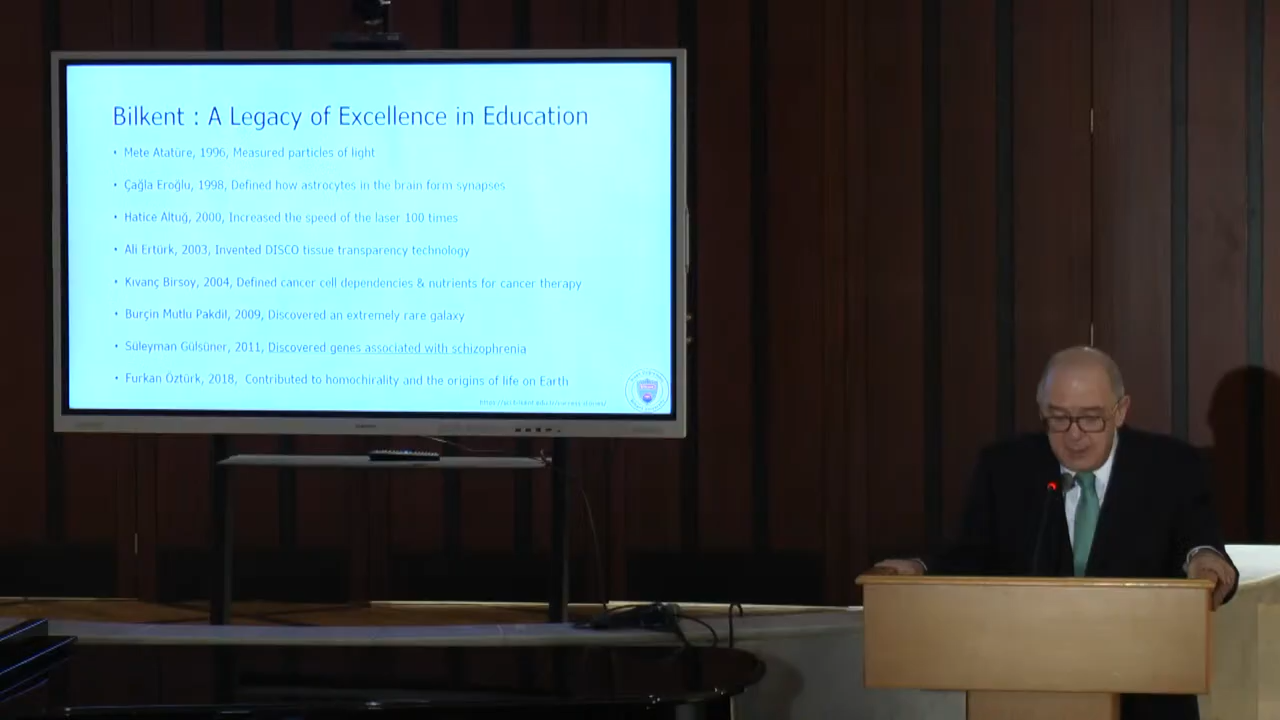 Bilkent : A Legacy of Excellence in Education
• Mete Atatüre, 1996, Measured particles of light
• Çağla Eroğlu, 1998, Defined how astrocytes in the brain form synapses
• Hatice Altuğ, 2000, Increased the speed of the laser 100 times
• Ali Ertürk, 2003, Invented DISCO tissue transparency technology
• Kıvanç Birsoy, 2004, Defined cancer cell dependencies & nutrients for cancer therapy
• Burçin Mutlu Pakdil, 2009, Discovered an extremely rare galaxy
• Süleyman Gülsüner, 2011, Discovered genes associated with schizophrenia
• Furkan Öztürk, 2018, Contributed to homochirality and the origins of life on Earth